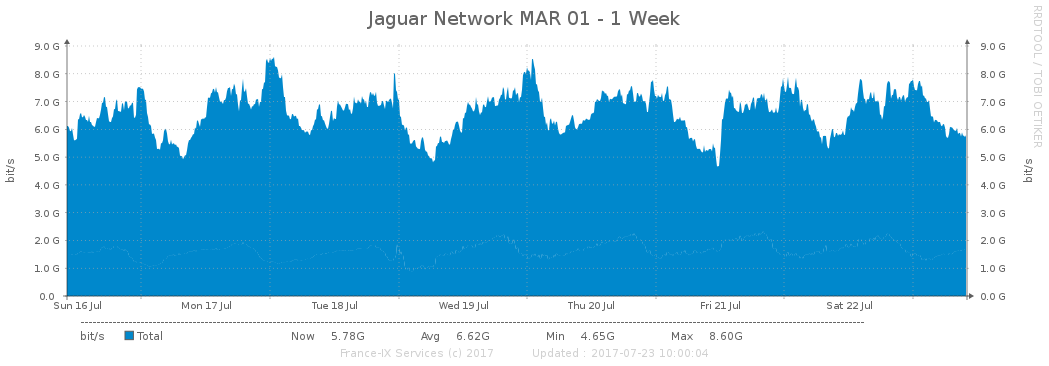 Jaguar Network MAR 01 - 1 Week
RRDTOOL / TOBI OETIKER
9.0 G 9.0 G
8.0 G 8.0 G
7.0 G 7.0 G
6.0 G 6.0 G
5.0 G 5.0 G
4.0 G 4.0 G
3.0 G 3.0 G
2.0 G 2.0 G
1.0 G 1.0 G
0.0 0.0 G
bit/s
bit/s
Sun 16 Jul Mon 17 Jul Tue 18 Jul Wed 19 Jul Thu 20 Jul Fri 21 Jul Sat 22 Jul
bit/s Total Now 5.78G Avg 6.62G Min 4.65G Max 8.60G
France-IX Services (c) 2017 Updated : 2017-07-23 10:00:04